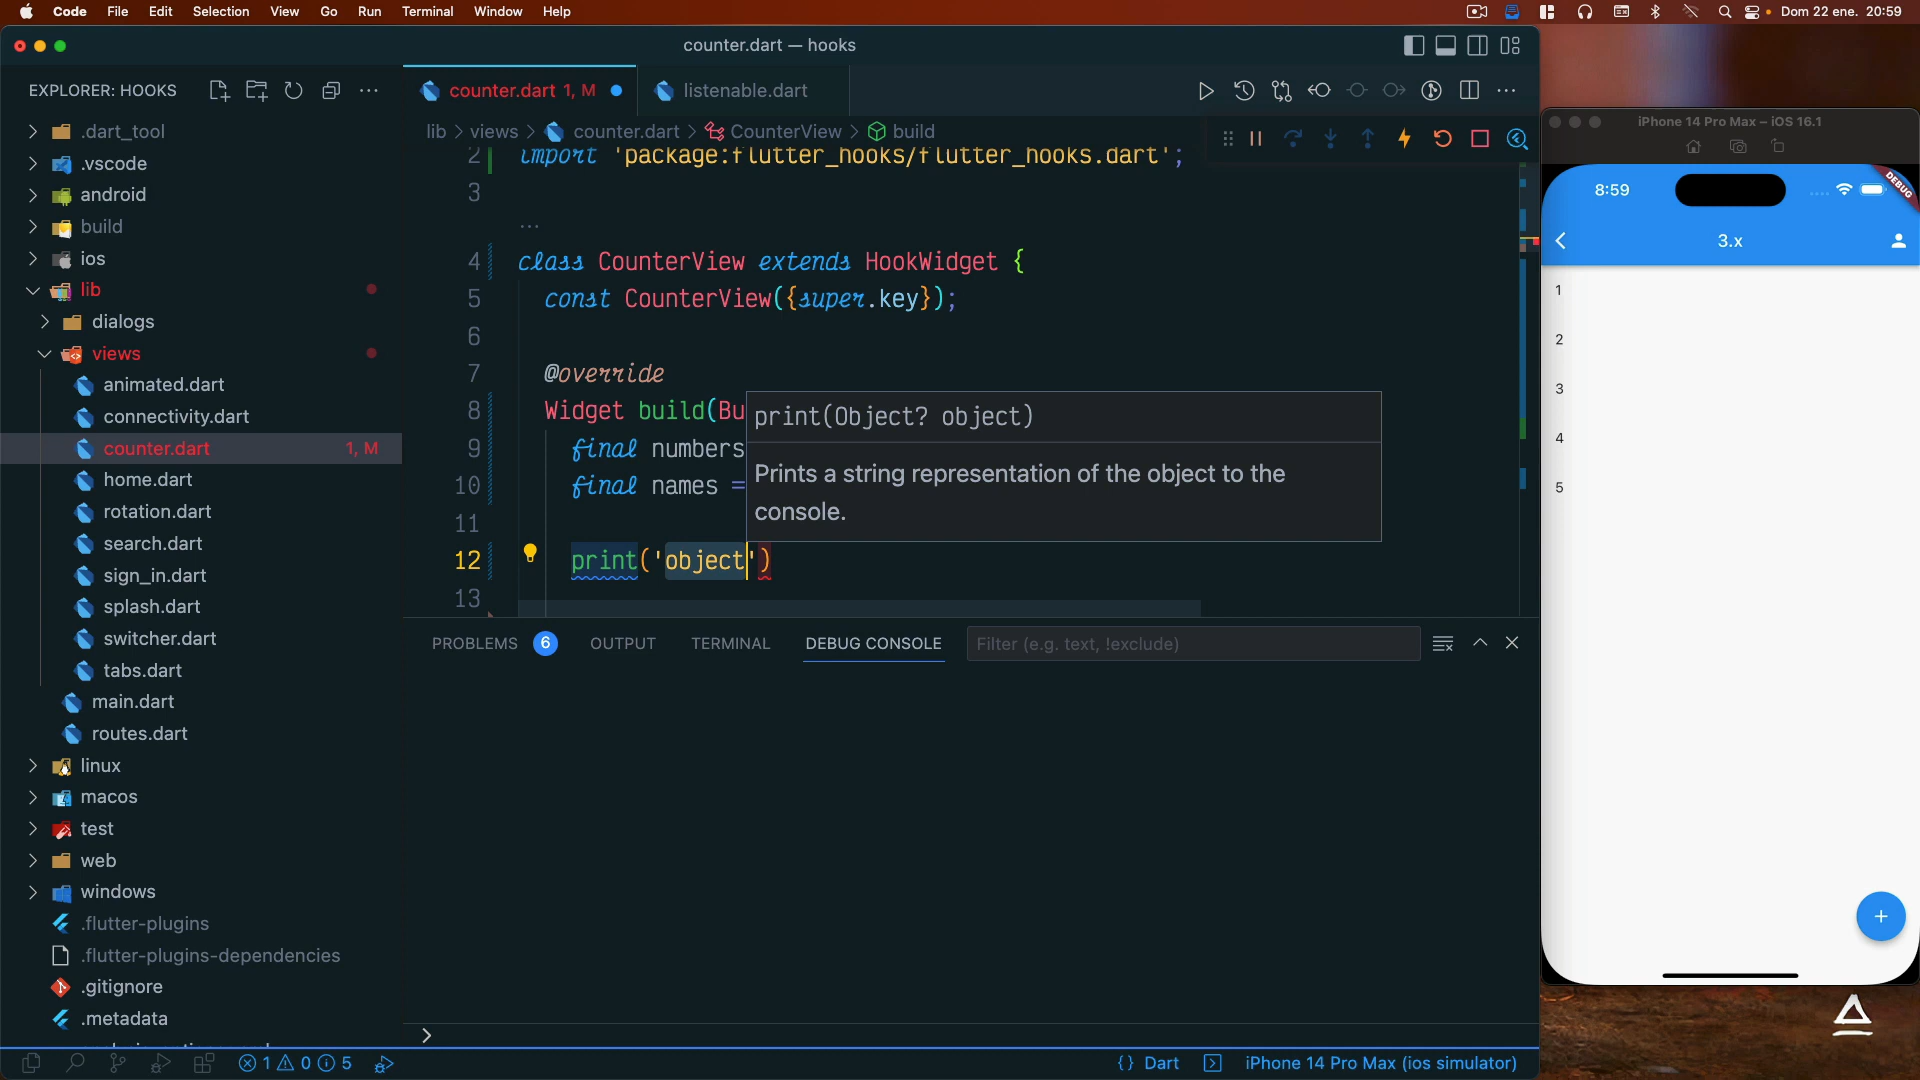 Code File Edit Selection View Go Run Terminal Window Help
Dom 22 ene. 20:59
counter.dart — hooks
EXPLORER: HOOKS
counter.dart 1, M
listenable.dart
lib > views > counter.dart > CounterView > build
.dart_tool
.vscode
android
build
ios
lib
dialogs
views
animated.dart
connectivity.dart
counter.dart 1, M
home.dart
rotation.dart
search.dart
sign_in.dart
splash.dart
switcher.dart
tabs.dart
main.dart
routes.dart
linux
macos
test
web
windows
.flutter-plugins
.flutter-plugins-dependencies
.gitignore
.metadata
2 import 'package:flutter_hooks/flutter_hooks.dart';
3
...
4 class CounterView extends HookWidget {
5 const CounterView({super.key});
6
7 @override
8 Widget build(Bu
9 final numbers
10 final names =
11
12 print('object')
13
print(Object? object)
Prints a string representation of the object to the
console.
PROBLEMS 6 OUTPUT TERMINAL DEBUG CONSOLE
Filter (e.g. text, !exclude)
1 0 5
{} Dart
iPhone 14 Pro Max (ios simulator)
iPhone 14 Pro Max – iOS 16.1
8:59
DEBUG
3.x
1
2
3
4
5